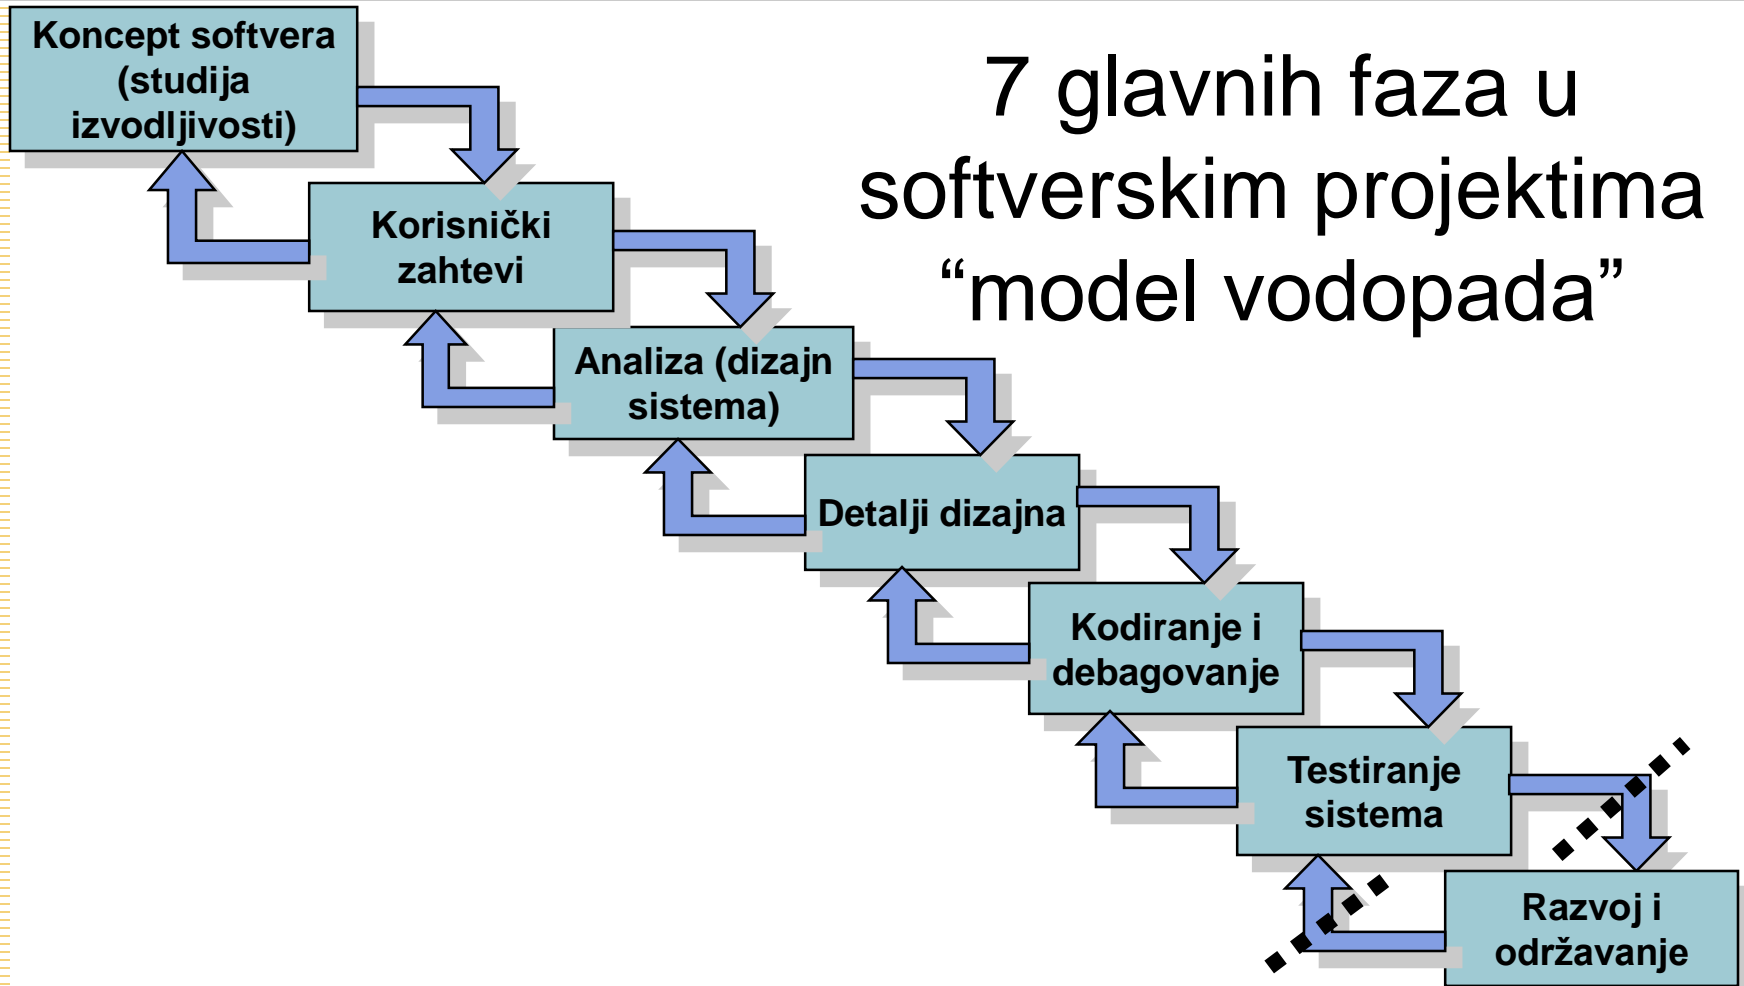 7 glavnih faza u
softverskim projektima
“model vodopada”
Koncept softvera
(studija
izvodljivosti)
Korisnički
zahtevi
Analiza (dizajn
sistema)
Detalji dizajna
Kodiranje i
debagovanje
Testiranje
sistema
Razvoj i
održavanje